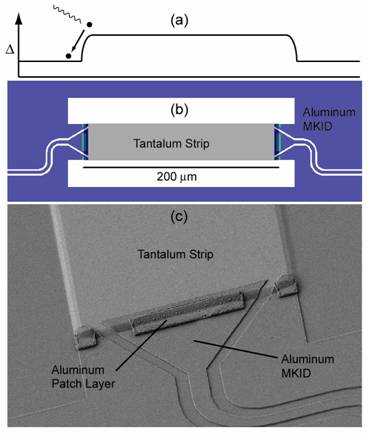 (a)
Δ
(b)
Aluminum
MKID
Tantalum Strip
200 μm
(c)
Tantalum Strip
Aluminum
Patch Layer
Aluminum
MKID